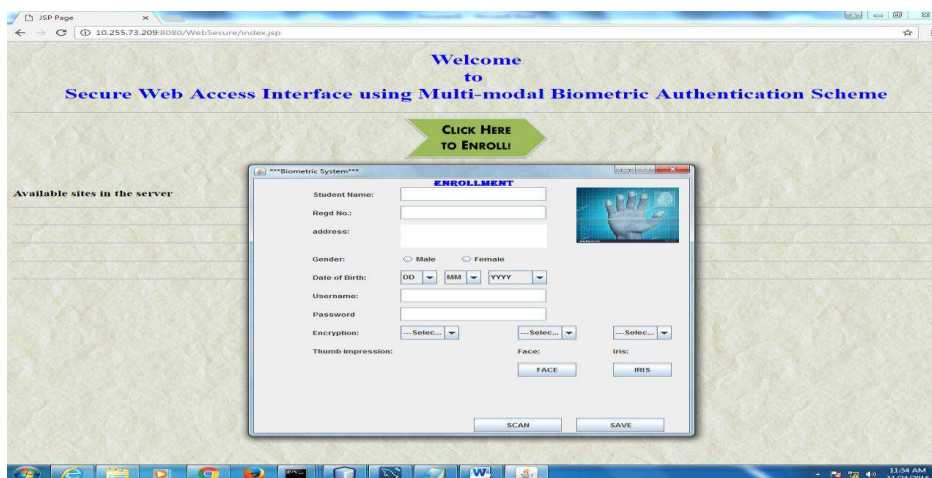 JSP Page
10.255.73.209:8080/WebSecure/index.jsp
Welcome
to
Secure Web Access Interface using Multi-modal Biometric Authentication Scheme
CLICK HERE
TO ENROLL!
Available sites in the server
***Biometric System***
ENROLLMENT
Student Name:
Regd No.:
address:
Gender: Male Female
Date of Birth: DD MM YYYY
Username:
Password
Encryption: ---Selec... ---Selec... ---Selec...
Thumb Impression: Face: Iris:
FACE IRIS
SCAN SAVE
11:54 AM